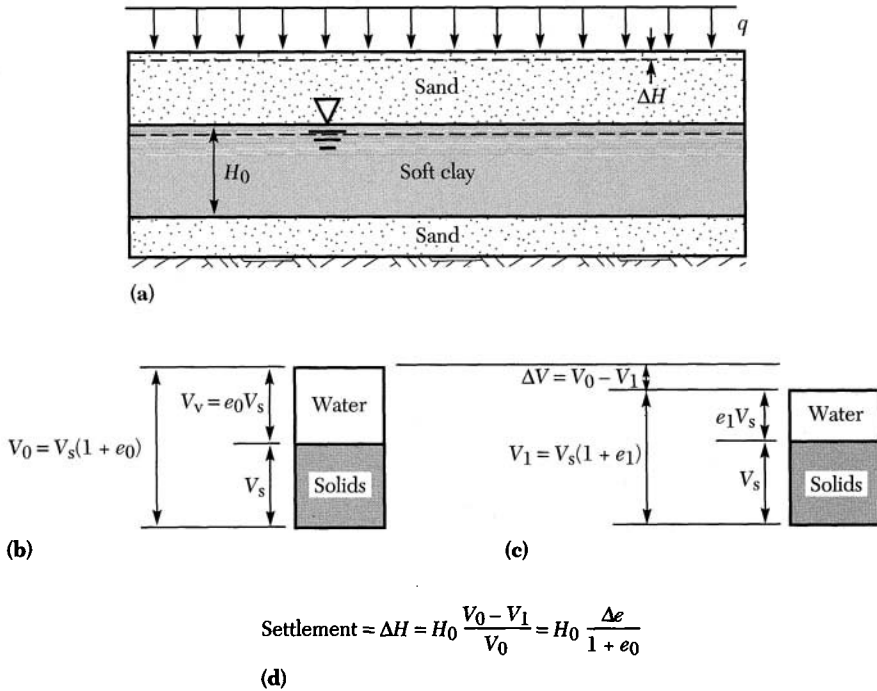 q
Sand
ΔH
H₀
Soft clay
Sand
(a)
V₀ = Vₛ(1 + e₀)
Vᵥ = e₀Vₛ
Water
Vₛ
Solids
(b)
ΔV = V₀ – V₁
V₁ = Vₛ(1 + e₁)
e₁Vₛ
Water
Vₛ
Solids
(c)
Settlement = ΔH = H₀ (V₀ – V₁)/V₀ = H₀ Δe/(1 + e₀)
(d)